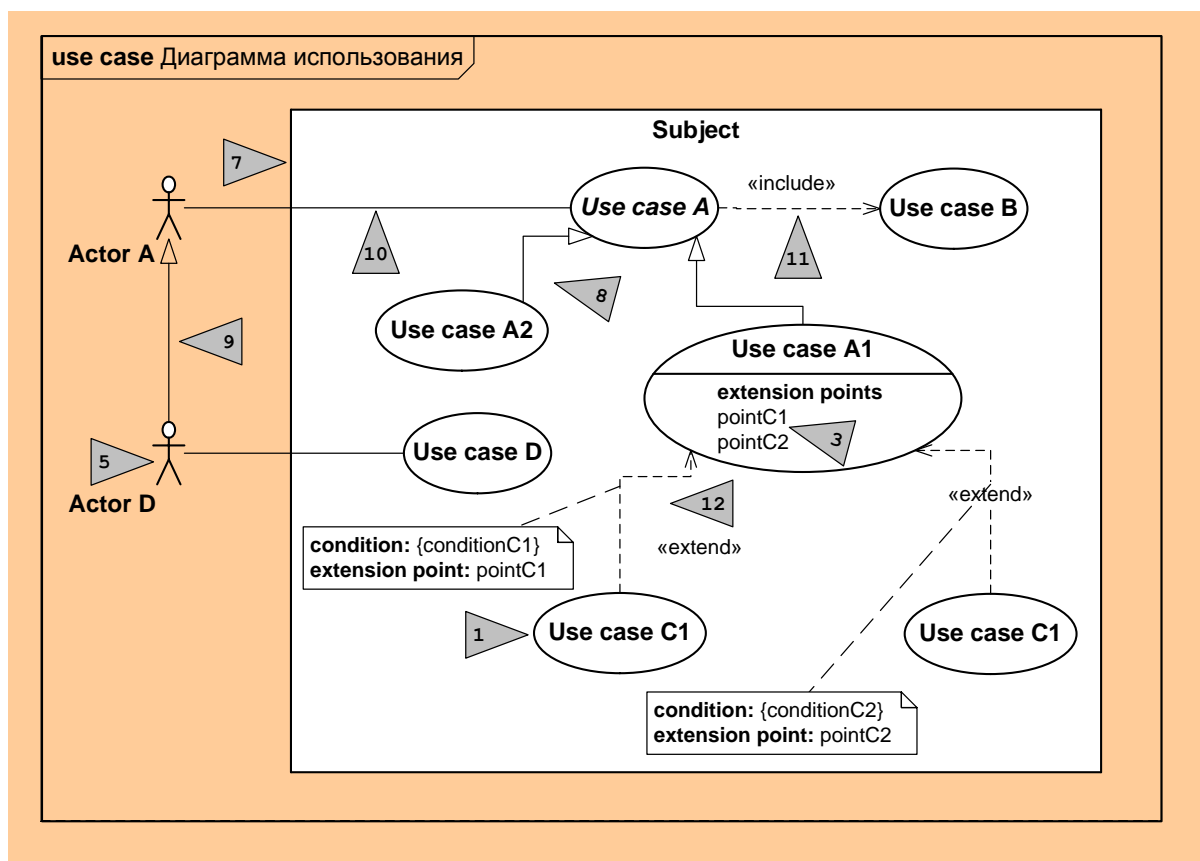 use case Диаграмма использования
Subject
7
«include»
Use case A
Use case B
Actor A
10
11
8
Use case A2
9
Use case A1
extension points
pointC1
pointC2
3
Use case D
5
Actor D
12
«extend»
«extend»
condition: {conditionC1}
extension point: pointC1
1
Use case C1
Use case C1
condition: {conditionC2}
extension point: pointC2